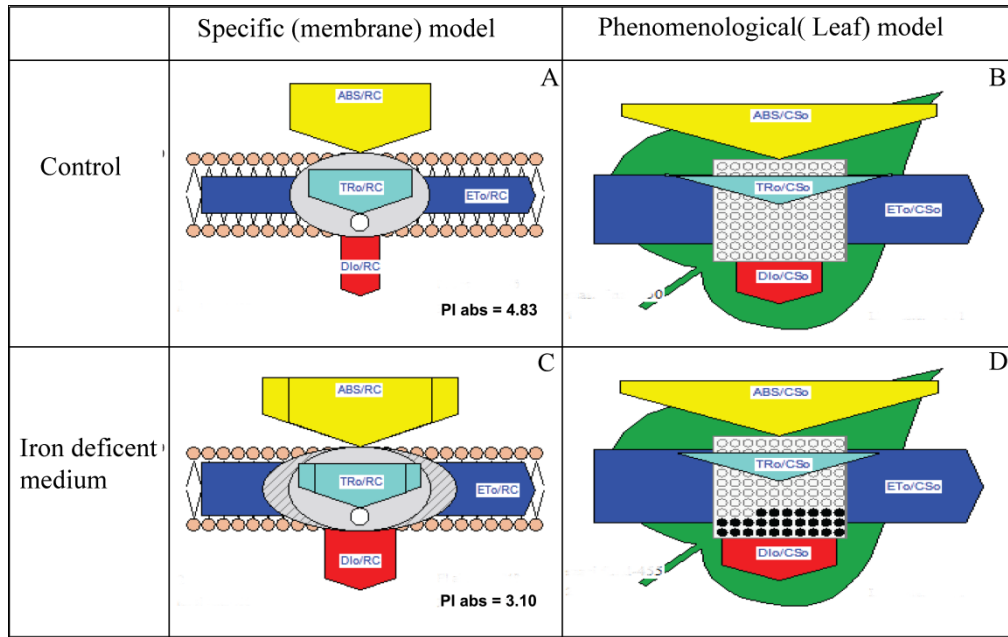 Specific (membrane) model
Phenomenological( Leaf) model
Control
A
ABS/RC
TRo/RC
ETo/RC
DIo/RC
PI abs = 4.83
B
ABS/CSo
TRo/CSo
ETo/CSo
DIo/CSo
Iron deficent
medium
C
ABS/RC
TRo/RC
ETo/RC
DIo/RC
PI abs = 3.10
D
ABS/CSo
TRo/CSo
ETo/CSo
DIo/CSo